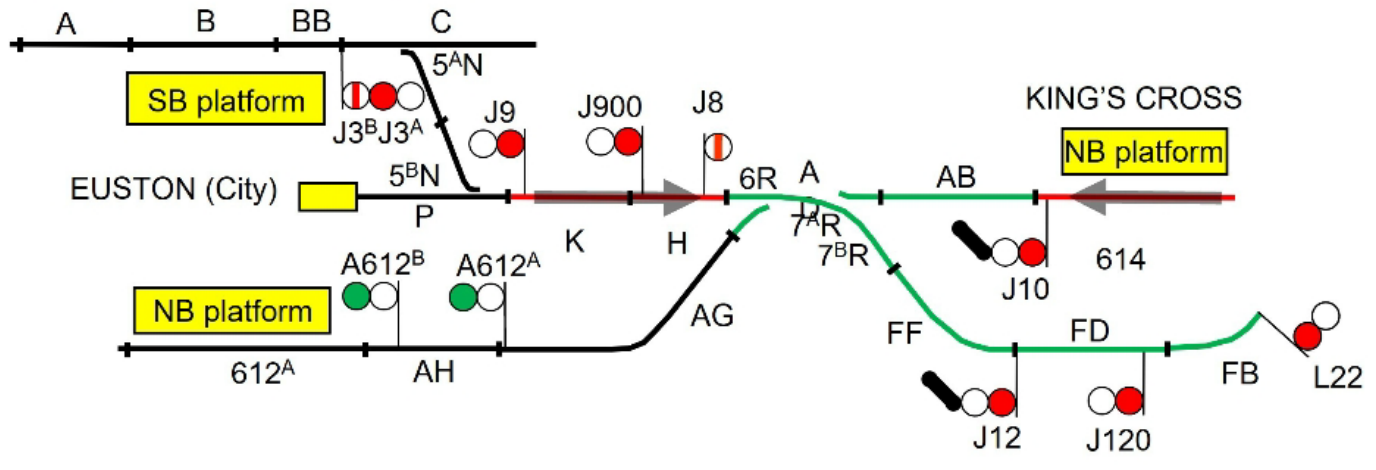 A
B
BB
C
SB platform
5ᴬN
J3ᴮ
J3ᴬ
J9
J900
J8
KING'S CROSS
NB platform
5ᴮN
EUSTON (City)
P
K
H
6R
A
D
7ᴬR
7ᴮR
AB
J10
614
A612ᴮ
A612ᴬ
NB platform
612ᴬ
AH
AG
FF
FD
FB
L22
J12
J120